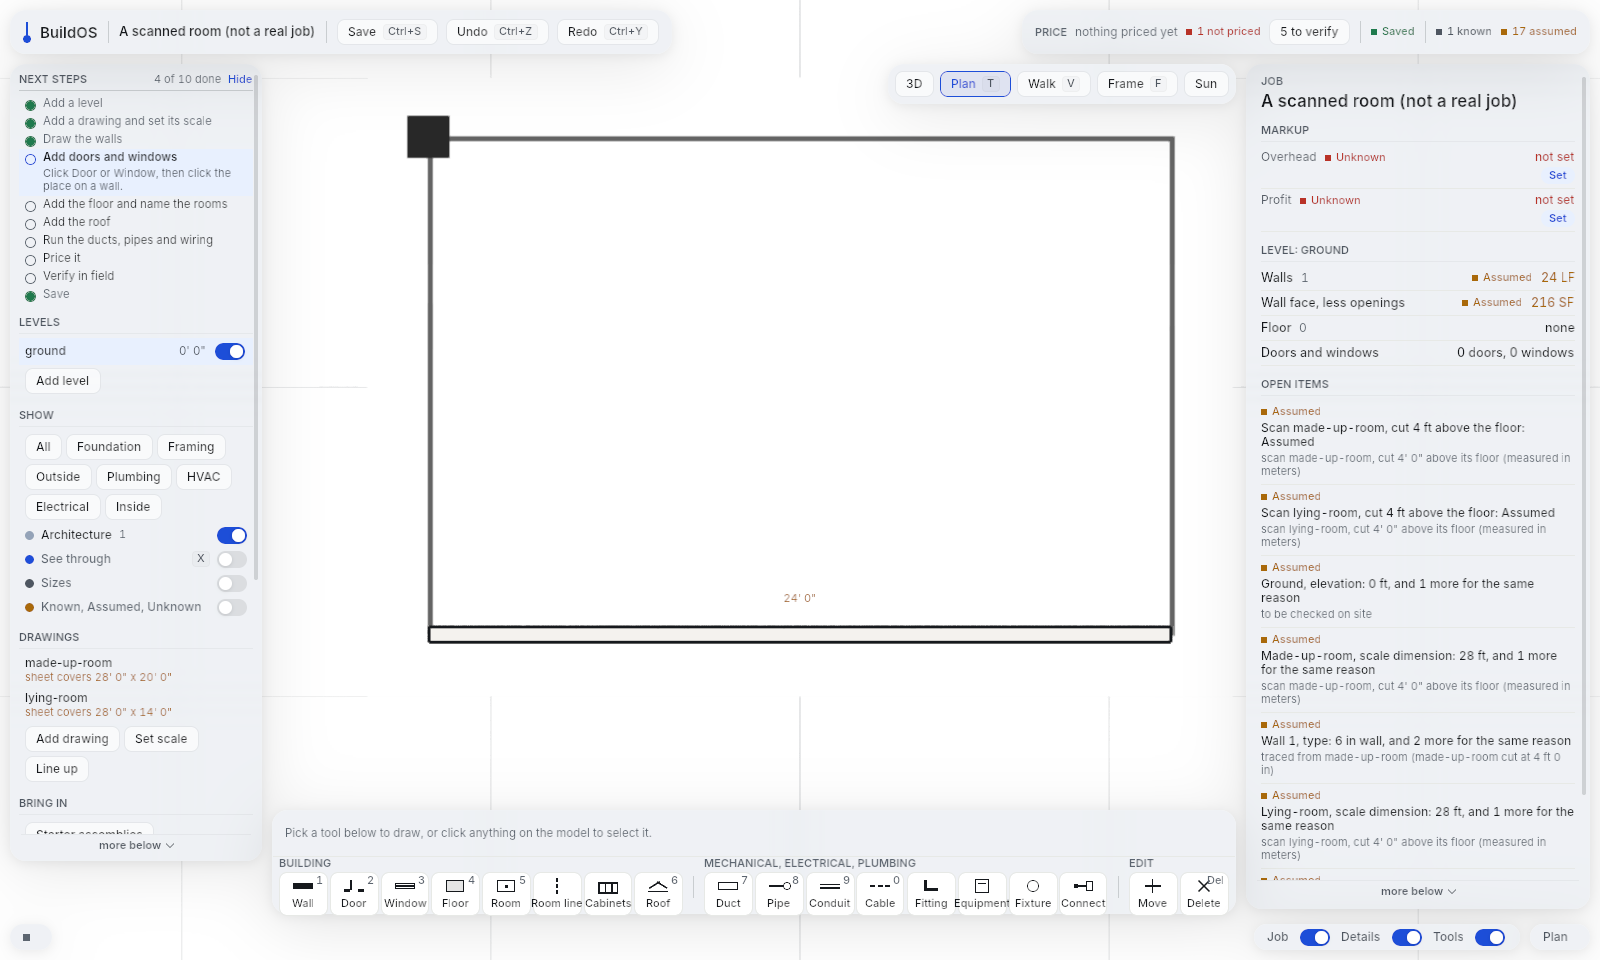 BuildOS
A scanned room (not a real job)
Save Ctrl+S
Undo Ctrl+Z
Redo Ctrl+Y
PRICE nothing priced yet 1 not priced 5 to verify Saved 1 known 17 assumed
3D
Plan T
Walk V
Frame F
Sun
NEXT STEPS 4 of 10 done Hide
Add a level
Add a drawing and set its scale
Draw the walls
Add doors and windows
Click Door or Window, then click the
place on a wall.
Add the floor and name the rooms
Add the roof
Run the ducts, pipes and wiring
Price it
Verify in field
Save
LEVELS
ground 0' 0"
Add level
SHOW
All Foundation Framing
Outside Plumbing HVAC
Electrical Inside
Architecture 1
See through X
Sizes
Known, Assumed, Unknown
DRAWINGS
made-up-room
sheet covers 28' 0" x 20' 0"
lying-room
sheet covers 28' 0" x 14' 0"
Add drawing Set scale
Line up
BRING IN
Starter assemblies
more below
24' 0"
Pick a tool below to draw, or click anything on the model to select it.
BUILDING
1 Wall
2 Door
3 Window
4 Floor
5 Room
Room line
Cabinets
6 Roof
MECHANICAL, ELECTRICAL, PLUMBING
7 Duct
8 Pipe
9 Conduit
0 Cable
Fitting
Equipment
Fixture
Connect
EDIT
Move
Del Delete
JOB
A scanned room (not a real job)
MARKUP
Overhead Unknown not set
Set
Profit Unknown not set
Set
LEVEL: GROUND
Walls 1 Assumed 24 LF
Wall face, less openings Assumed 216 SF
Floor 0 none
Doors and windows 0 doors, 0 windows
OPEN ITEMS
Assumed
Scan made-up-room, cut 4 ft above the floor:
Assumed
scan made-up-room, cut 4' 0" above its floor (measured in
meters)
Assumed
Scan lying-room, cut 4 ft above the floor: Assumed
scan lying-room, cut 4' 0" above its floor (measured in
meters)
Assumed
Ground, elevation: 0 ft, and 1 more for the same
reason
to be checked on site
Assumed
Made-up-room, scale dimension: 28 ft, and 1 more
for the same reason
scan made-up-room, cut 4' 0" above its floor (measured in
meters)
Assumed
Wall 1, type: 6 in wall, and 2 more for the same reason
traced from made-up-room (made-up-room cut at 4 ft 0
in)
Assumed
Lying-room, scale dimension: 28 ft, and 1 more for the
same reason
scan lying-room, cut 4' 0" above its floor (measured in
meters)
Assumed
more below
Job Details Tools Plan